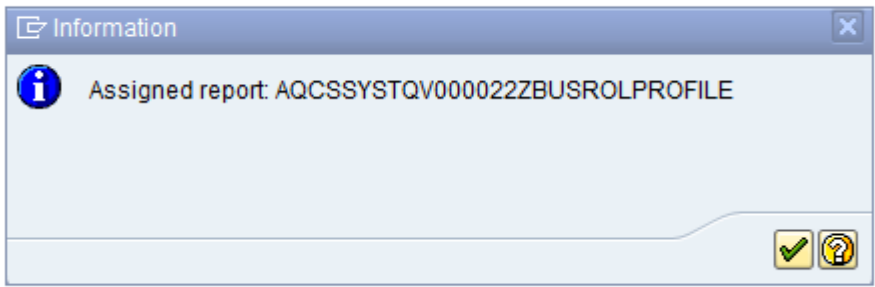 Information
Assigned report: AQCSSYSTQV000022ZBUSROLPROFILE